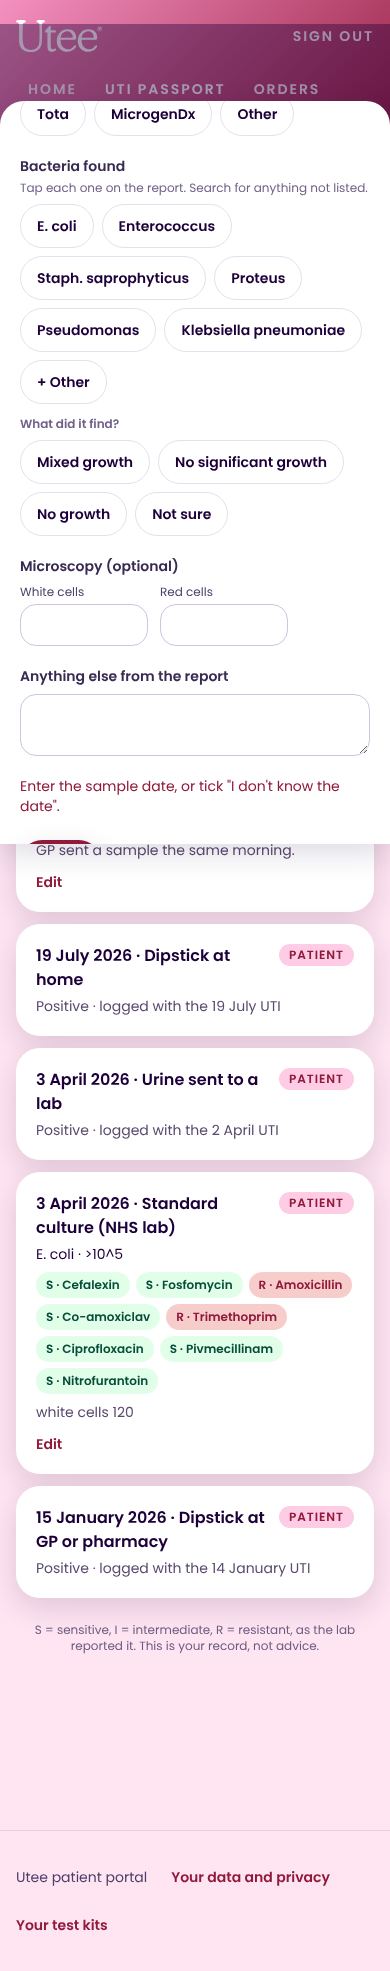 Utee®
SIGN OUT
HOME UTI PASSPORT ORDERS
Tota MicrogenDx Other
Bacteria found
Tap each one on the report. Search for anything not listed.
E. coli Enterococcus
Staph. saprophyticus Proteus
Pseudomonas Klebsiella pneumoniae
+ Other
What did it find?
Mixed growth No significant growth
No growth Not sure
Microscopy (optional)
White cells Red cells
Anything else from the report
Enter the sample date, or tick "I don't know the
date".
GP sent a sample the same morning.
Edit
19 July 2026 · Dipstick at PATIENT
home
Positive · logged with the 19 July UTI
3 April 2026 · Urine sent to a PATIENT
lab
Positive · logged with the 2 April UTI
3 April 2026 · Standard PATIENT
culture (NHS lab)
E. coli · >10^5
S · Cefalexin S · Fosfomycin R · Amoxicillin
S · Co-amoxiclav R · Trimethoprim
S · Ciprofloxacin S · Pivmecillinam
S · Nitrofurantoin
white cells 120
Edit
15 January 2026 · Dipstick at PATIENT
GP or pharmacy
Positive · logged with the 14 January UTI
S = sensitive, I = intermediate, R = resistant, as the lab
reported it. This is your record, not advice.
Utee patient portal Your data and privacy
Your test kits